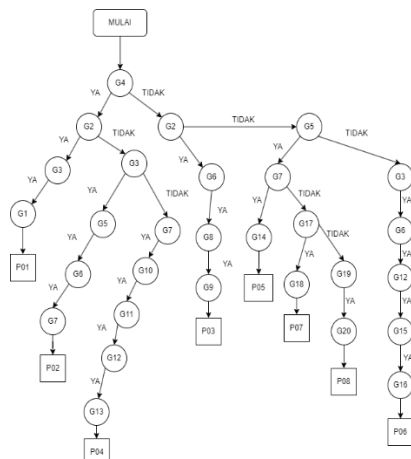 MULAI
G4
YA
TIDAK
G2
G2
TIDAK
G5
YA
TIDAK
YA
YA
TIDAK
G3
G3
G6
G7
G3
YA
YA
TIDAK
YA
YA
TIDAK
YA
G1
G5
G7
G8
G14
G17
TIDAK
G6
YA
YA
YA
YA
YA
P01
G6
G10
G9
P05
G18
G19
G12
YA
YA
YA
YA
G7
G11
P03
P07
G20
G15
YA
YA
P02
G12
P08
G16
YA
G13
P06
P04